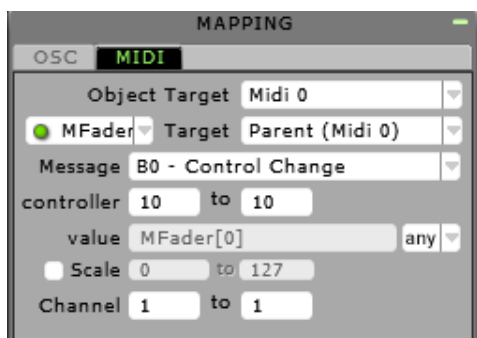 MAPPING
OSC MIDI
Object Target Midi 0
MFader Target Parent (Midi 0)
Message B0 - Control Change
controller 10 to 10
value MFader[0] any
Scale 0 to 127
Channel 1 to 1